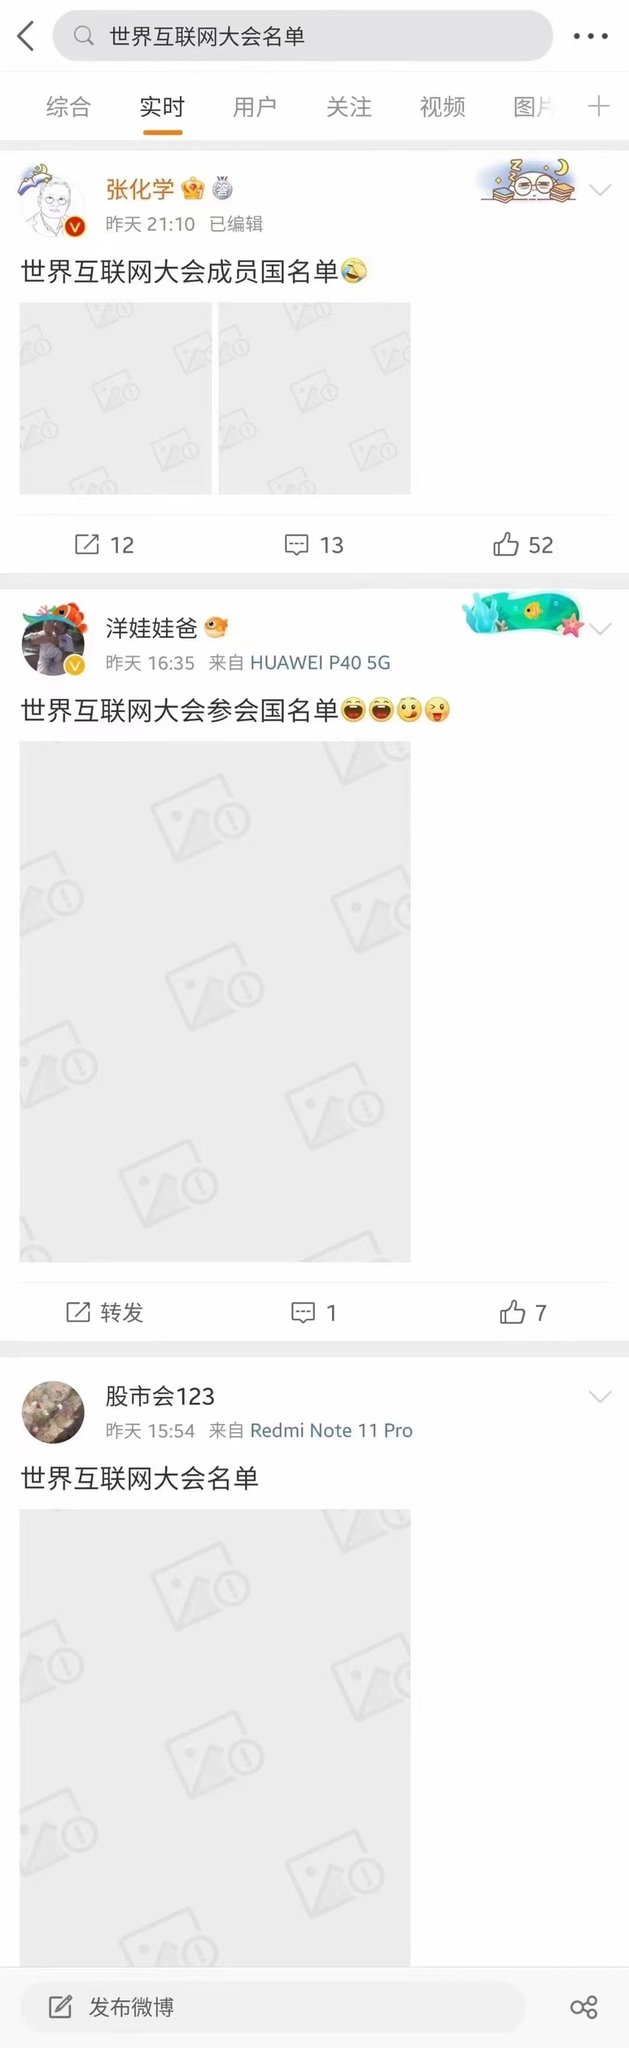 世界互联网大会名单
综合 实时 用户 关注 视频 图片
张化学
昨天 21:10 已编辑
世界互联网大会成员国名单
12 13 52
洋娃娃爸
昨天 16:35 来自 HUAWEI P40 5G
世界互联网大会参会国名单
转发 1 7
股市会123
昨天 15:54 来自 Redmi Note 11 Pro
世界互联网大会名单
发布微博